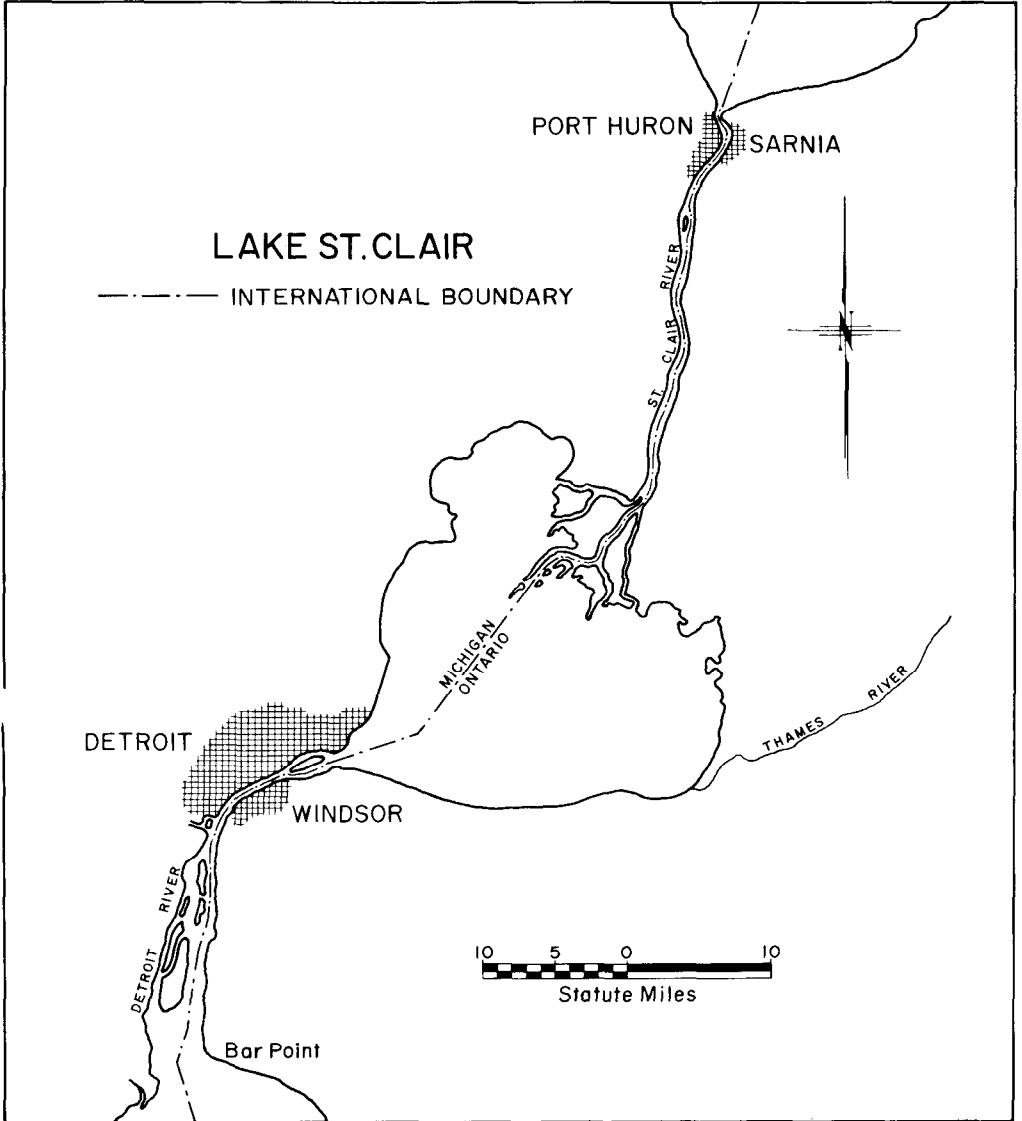 PORT HURON
SARNIA
LAKE ST. CLAIR
INTERNATIONAL BOUNDARY
ST. CLAIR RIVER
MICHIGAN
ONTARIO
THAMES RIVER
DETROIT
WINDSOR
DETROIT RIVER
10 5 0 10
Statute Miles
Bar Point